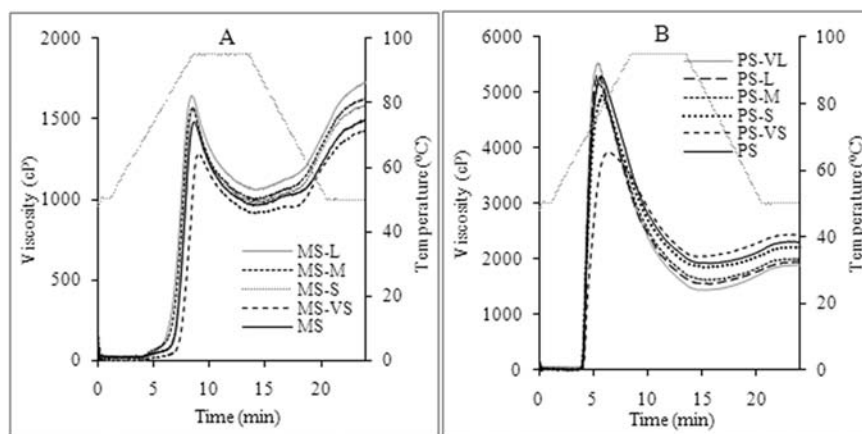 A
2000
1500
1000
500
0
Viscosity (cP)
100
80
60
40
20
0
Temperature (ºC)
MS-L
MS-M
MS-S
MS-VS
MS
0 5 10 15 20
Time (min)
B
6000
5000
4000
3000
2000
1000
0
Viscosity (cP)
100
80
60
40
20
0
Temperature (ºC)
PS-VL
PS-L
PS-M
PS-S
PS-VS
PS
0 5 10 15 20
Time (min)